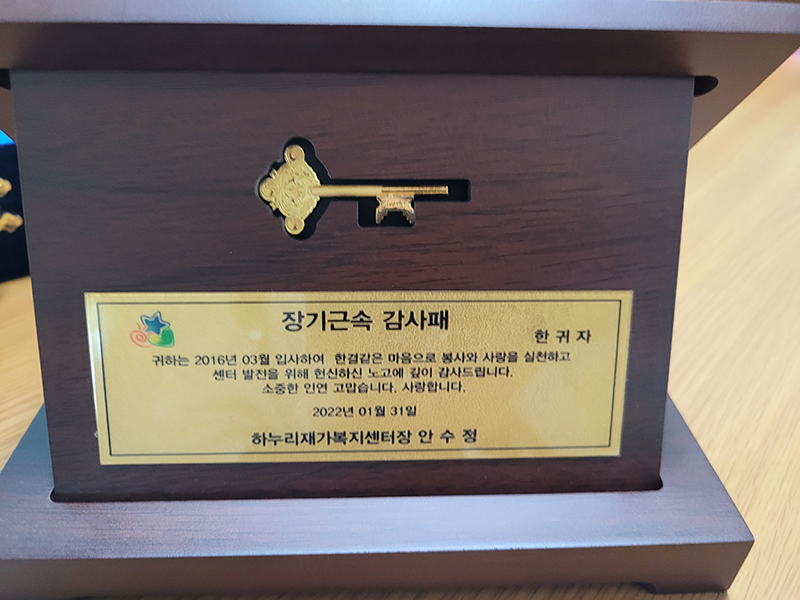 장기근속 감사패
한 귀 자
귀하는 2016년 03월 입사하여 한결같은 마음으로 봉사와 사랑을 실천하고
센터 발전을 위해 헌신하신 노고에 깊이 감사드립니다.
소중한 인연 고맙습니다. 사랑합니다.
2022년 01월 31일
하누리재가복지센터장 안 수 정